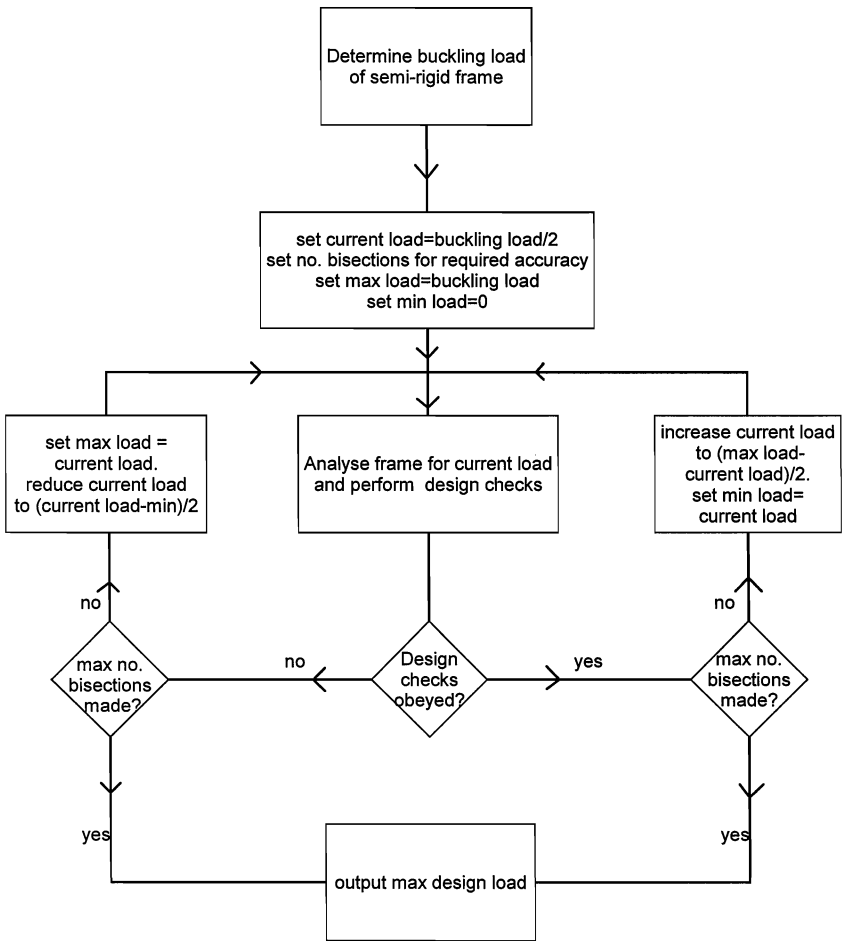 Determine buckling load
of semi-rigid frame
set current load=buckling load/2
set no. bisections for required accuracy
set max load=buckling load
set min load=0
set max load =
current load.
reduce current load
to (current load-min)/2
Analyse frame for current load
and perform design checks
increase current load
to (max load-
current load)/2.
set min load=
current load
no
no
max no.
bisections
made?
no
Design
checks
obeyed?
yes
max no.
bisections
made?
yes
yes
output max design load